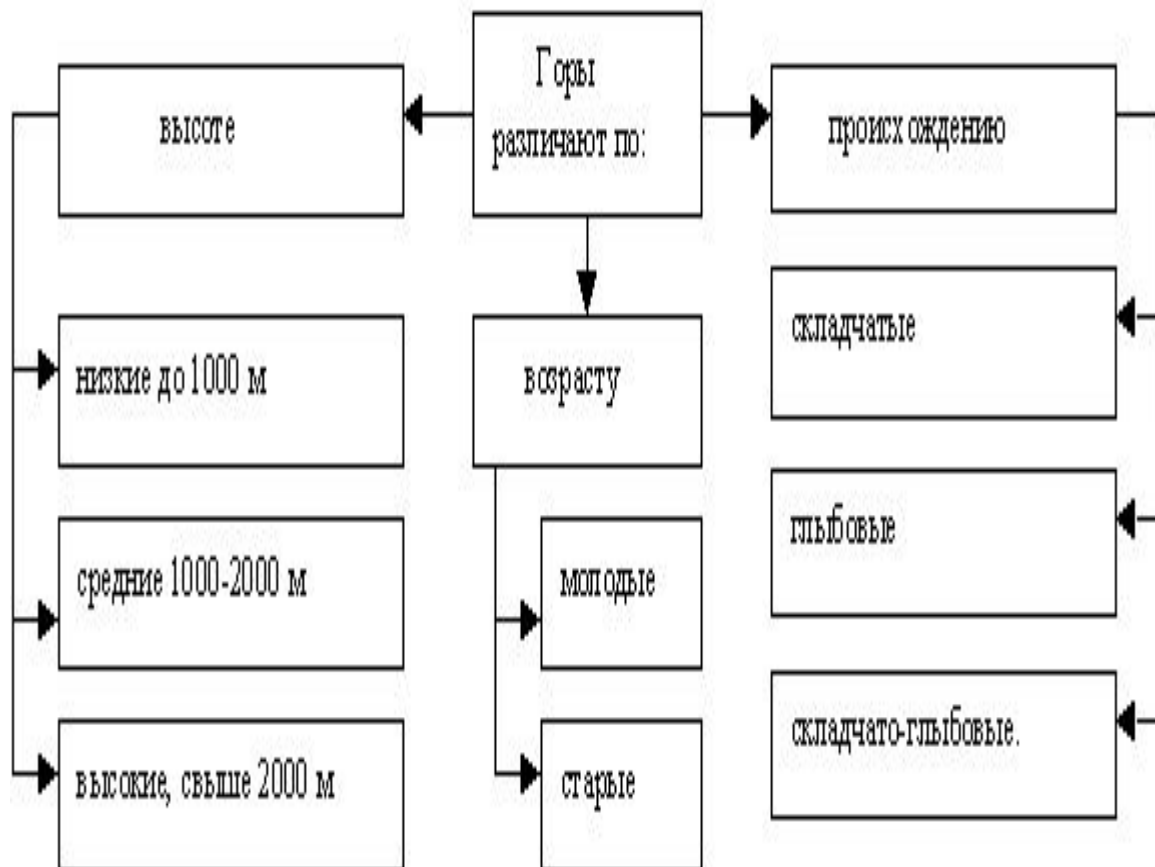 Горы
различают по:
высоте
низкие до 1000 м
средние 1000-2000 м
высокие, свыше 2000 м
возрасту
молодые
старые
происхождению
складчатые
глыбовые
складчато-глыбовые.